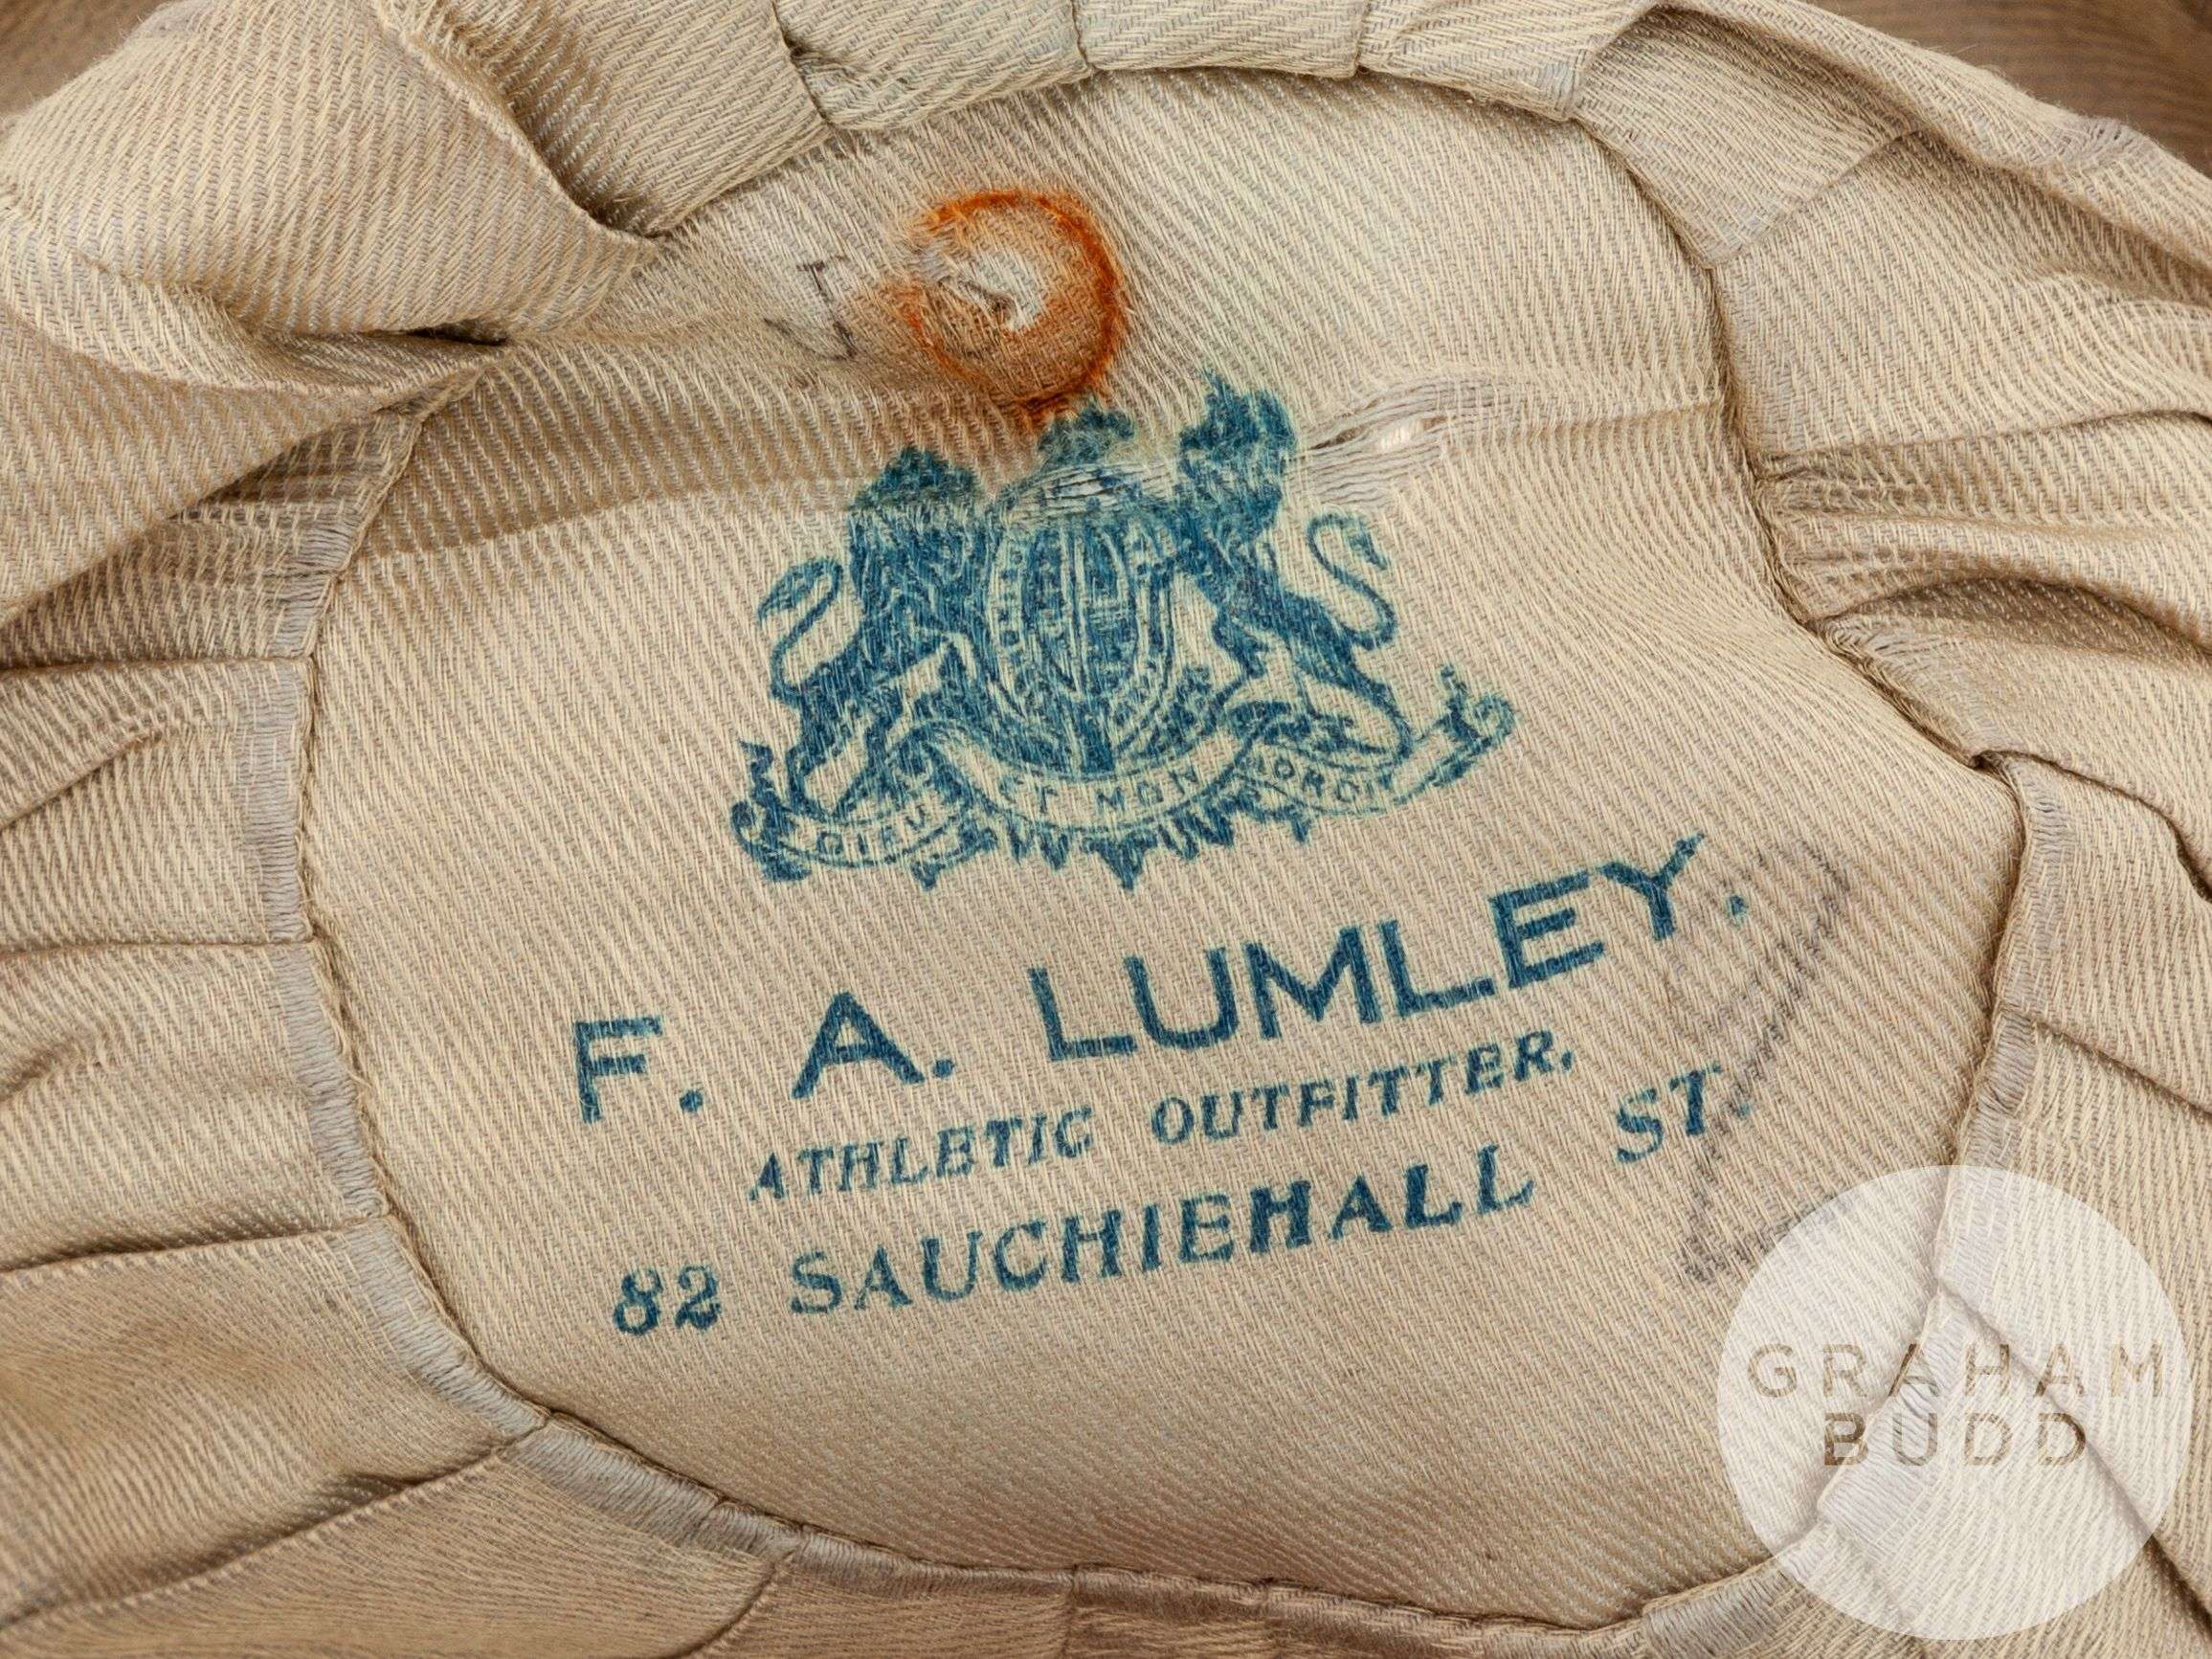 DIEU ET MON DROIT
F. A. LUMLEY.
ATHLETIC OUTFITTER,
82 SAUCHIEHALL ST.
GRAHAM
BUDD